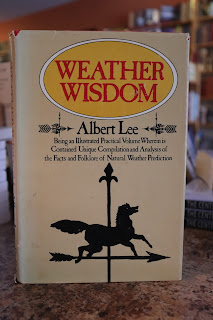 WEATHER
WISDOM
Albert Lee
Being an Illustrated Practical Volume Wherein is
Contained Unique Compilation and Analysis of
the Facts and Folklore of Natural Weather Prediction